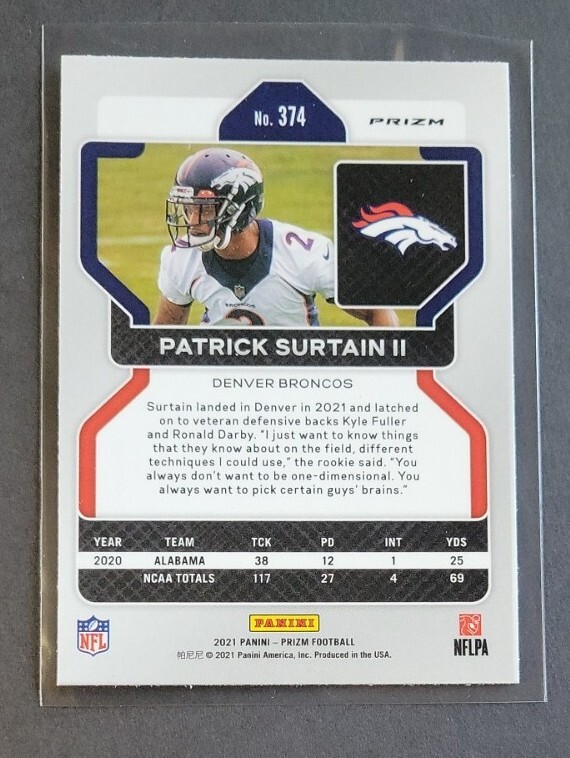 No. 374
PRIZM
2
BRONCOS
PATRICK SURTAIN II
DENVER BRONCOS
Surtain landed in Denver in 2021 and latched
on to veteran defensive backs Kyle Fuller
and Ronald Darby. “I just want to know things
that they know about on the field, different
techniques I could use,” the rookie said. “You
always don’t want to be one-dimensional. You
always want to pick certain guys’ brains.”
YEAR TEAM TCK PD INT YDS
2020 ALABAMA 38 12 1 25
NCAA TOTALS 117 27 4 69
NFL
PANINI
NFLPA
2021 PANINI – PRIZM FOOTBALL
帕尼尼 © 2021 Panini America, Inc. Produced in the USA.